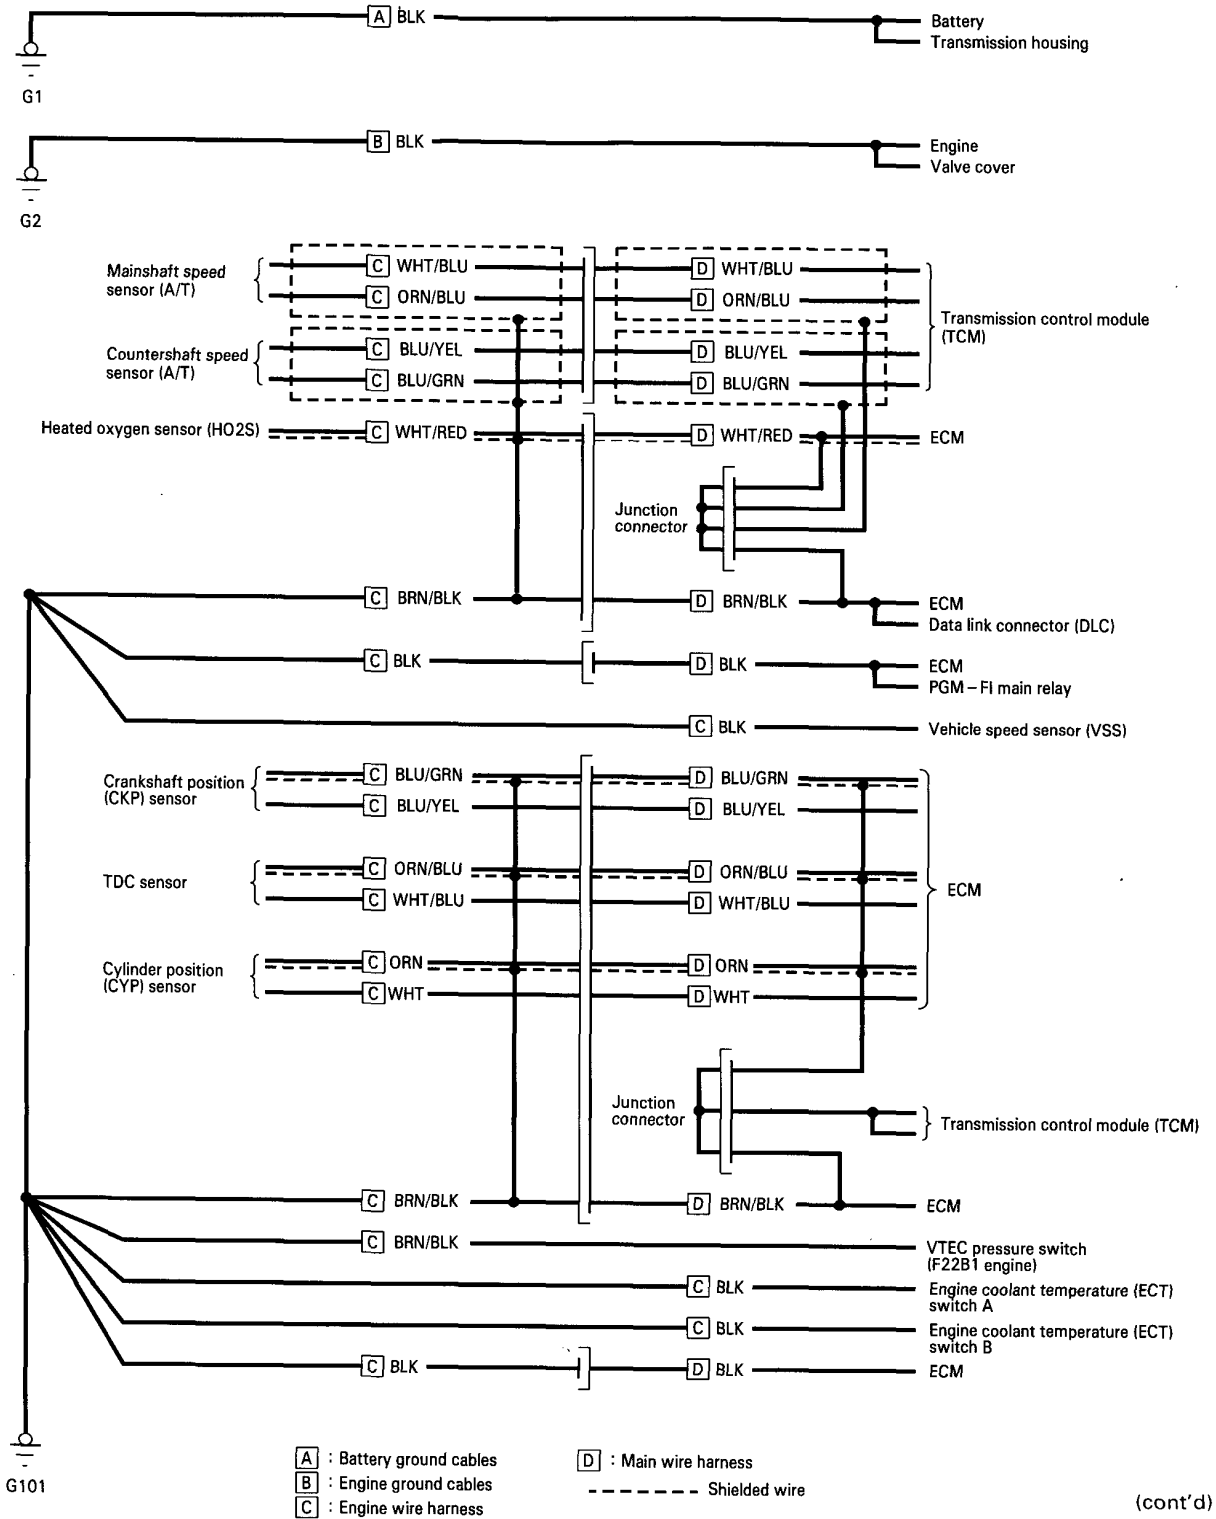 A BLK
Battery
Transmission housing
G1
B BLK
Engine
Valve cover
G2
Mainshaft speed
sensor (A/T)
C WHT/BLU
D WHT/BLU
C ORN/BLU
D ORN/BLU
Transmission control module
(TCM)
Countershaft speed
sensor (A/T)
C BLU/YEL
D BLU/YEL
C BLU/GRN
D BLU/GRN
Heated oxygen sensor (HO2S)
C WHT/RED
D WHT/RED
ECM
Junction
connector
C BRN/BLK
D BRN/BLK
ECM
Data link connector (DLC)
C BLK
D BLK
ECM
PGM – FI main relay
C BLK
Vehicle speed sensor (VSS)
Crankshaft position
(CKP) sensor
C BLU/GRN
D BLU/GRN
C BLU/YEL
D BLU/YEL
TDC sensor
C ORN/BLU
D ORN/BLU
C WHT/BLU
D WHT/BLU
ECM
Cylinder position
(CYP) sensor
C ORN
D ORN
C WHT
D WHT
Junction
connector
Transmission control module (TCM)
C BRN/BLK
D BRN/BLK
ECM
C BRN/BLK
VTEC pressure switch
(F22B1 engine)
C BLK
Engine coolant temperature (ECT)
switch A
C BLK
Engine coolant temperature (ECT)
switch B
C BLK
D BLK
ECM
G101
A : Battery ground cables
B : Engine ground cables
C : Engine wire harness
D : Main wire harness
Shielded wire
(cont'd)